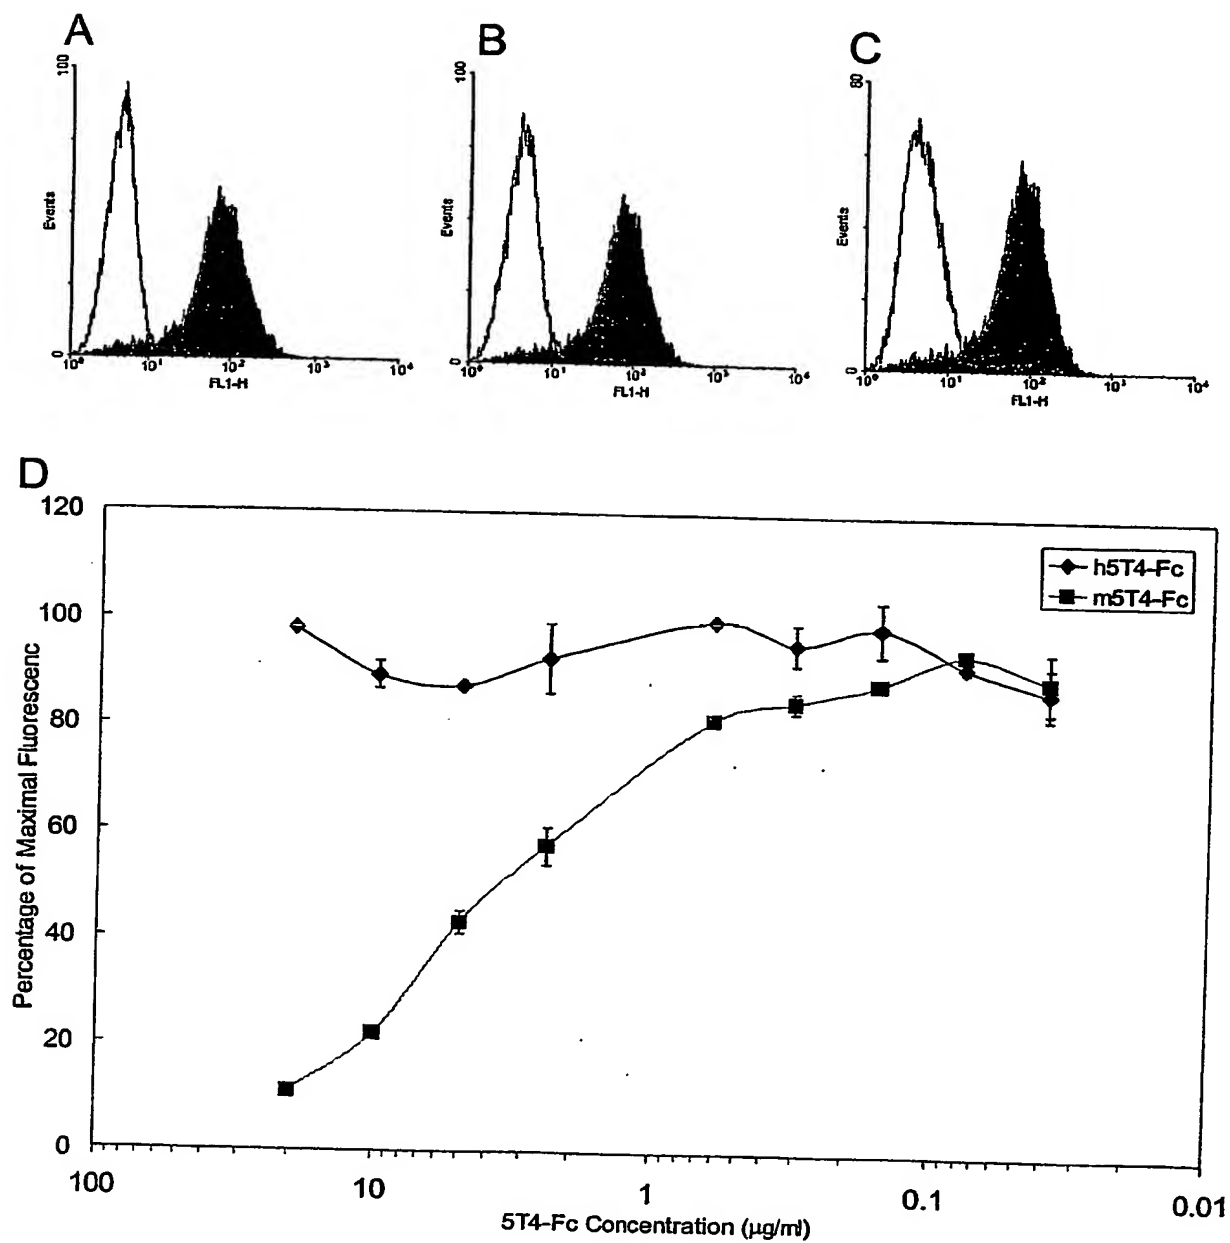 A
B
C
100
Events
0
10⁰ 10¹ 10² 10³ 10⁴
FL1-H
100
Events
0
10⁰ 10¹ 10² 10³ 10⁴
FL1-H
80
Events
0
10⁰ 10¹ 10² 10³ 10⁴
FL1-H
D
120
100
80
60
40
20
0
Percentage of Maximal Fluorescenc
h5T4-Fc
m5T4-Fc
100 10 1 0.1 0.01
5T4-Fc Concentration (µg/ml)